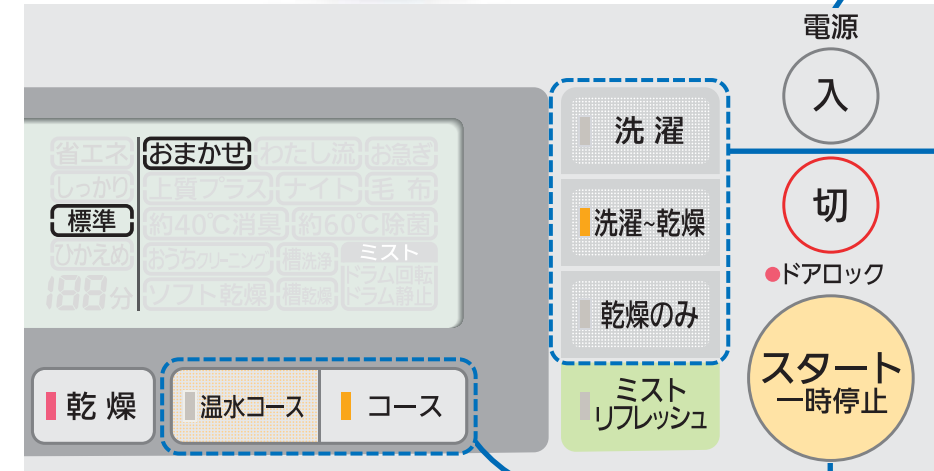 電源
入
切
ドアロック
スタート
一時停止
省エネ おまかせ わたし流 お急ぎ
しっかり 上質プラス ナイト 毛布
標準 約40℃消臭 約60℃除菌
ひかえめ おうちクリーニング 槽洗浄 ミスト
ドラム回転
188分 ソフト乾燥 槽乾燥 ドラム静止
洗濯
洗濯~乾燥
乾燥のみ
ミスト
リフレッシュ
乾燥
温水コース
コース